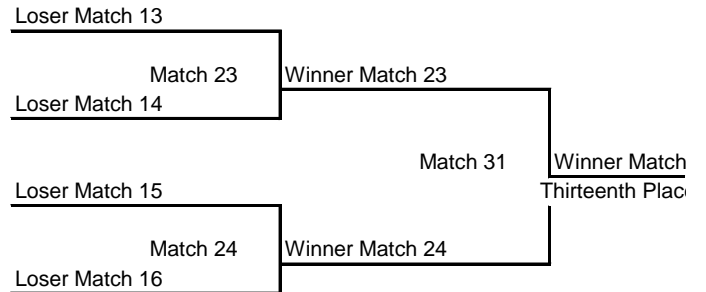 Loser Match 13
Match 23
Winner Match 23
Loser Match 14
Match 31
Winner Match
Loser Match 15
Thirteenth Plac
Match 24
Winner Match 24
Loser Match 16